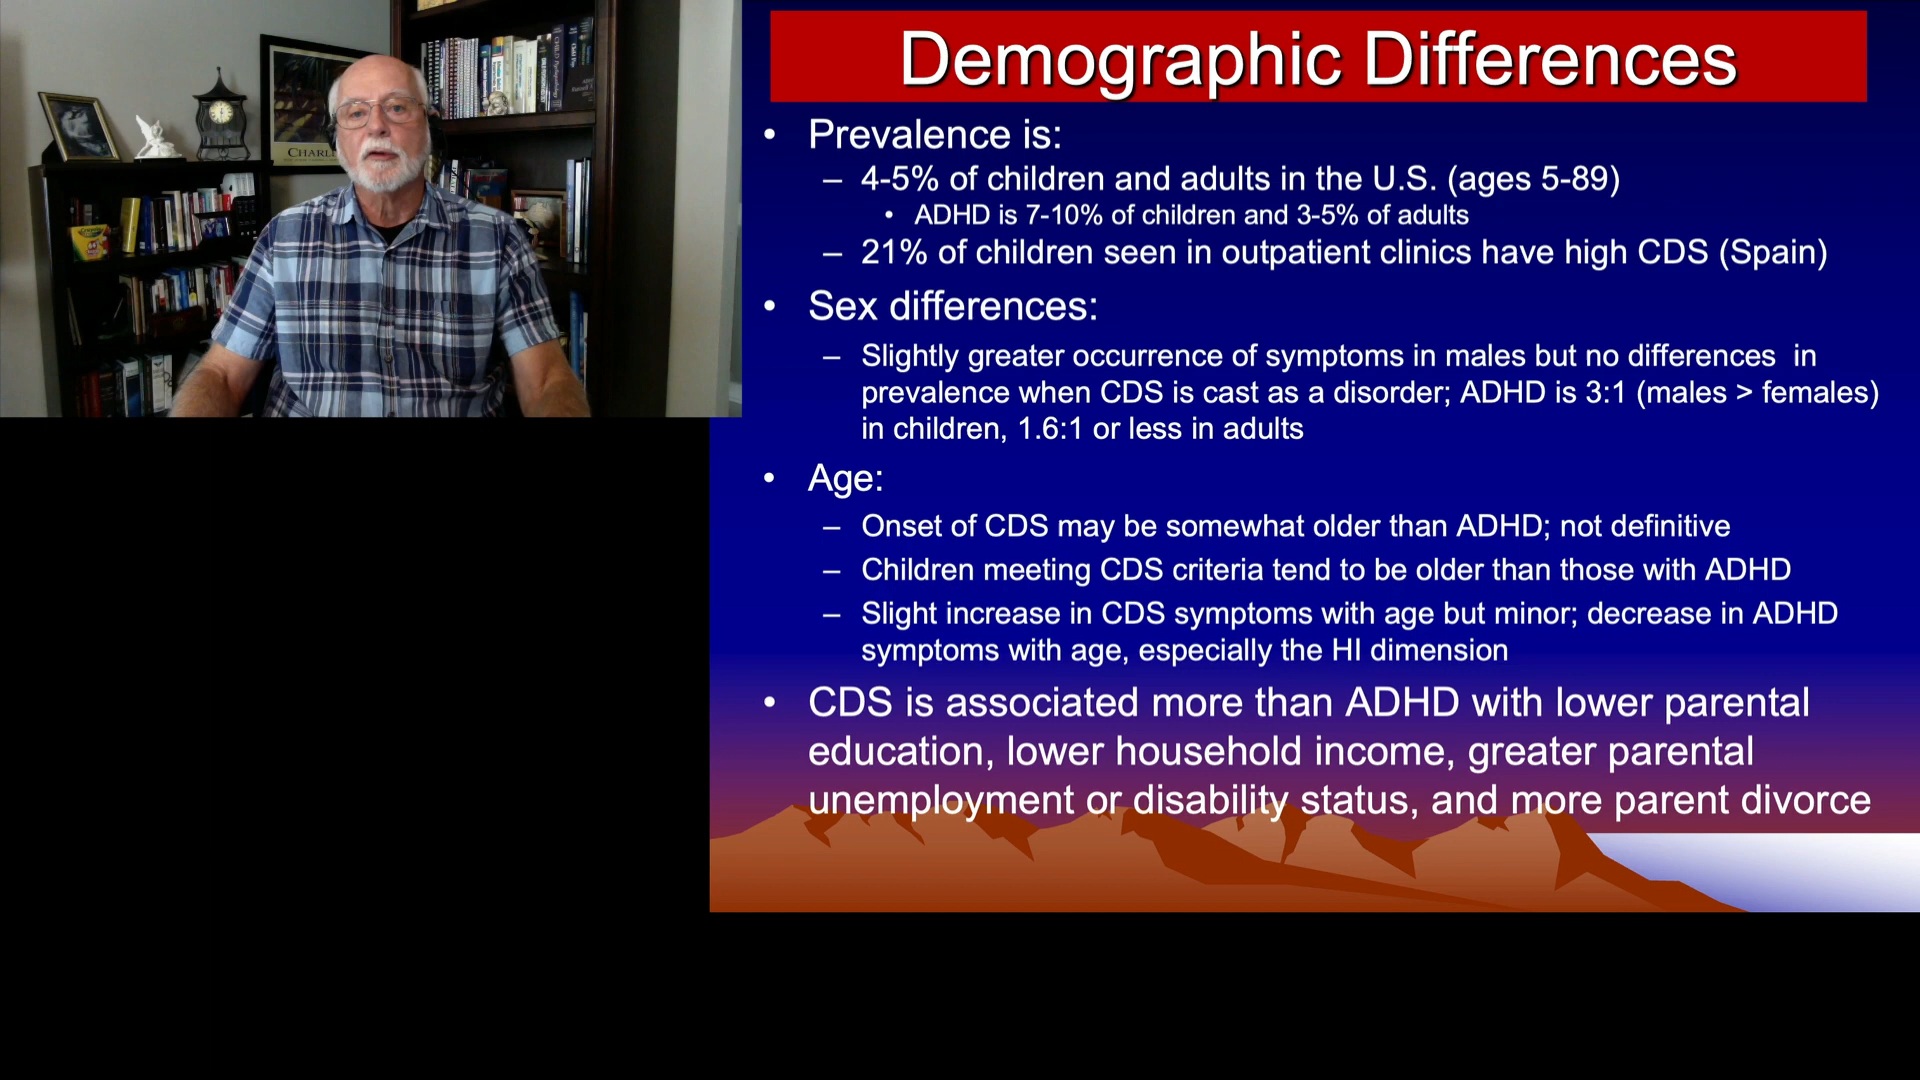 Demographic Differences
• Prevalence is:
– 4-5% of children and adults in the U.S. (ages 5-89)
• ADHD is 7-10% of children and 3-5% of adults
– 21% of children seen in outpatient clinics have high CDS (Spain)
• Sex differences:
– Slightly greater occurrence of symptoms in males but no differences in
prevalence when CDS is cast as a disorder; ADHD is 3:1 (males > females)
in children, 1.6:1 or less in adults
• Age:
– Onset of CDS may be somewhat older than ADHD; not definitive
– Children meeting CDS criteria tend to be older than those with ADHD
– Slight increase in CDS symptoms with age but minor; decrease in ADHD
symptoms with age, especially the HI dimension
• CDS is associated more than ADHD with lower parental
education, lower household income, greater parental
unemployment or disability status, and more parent divorce